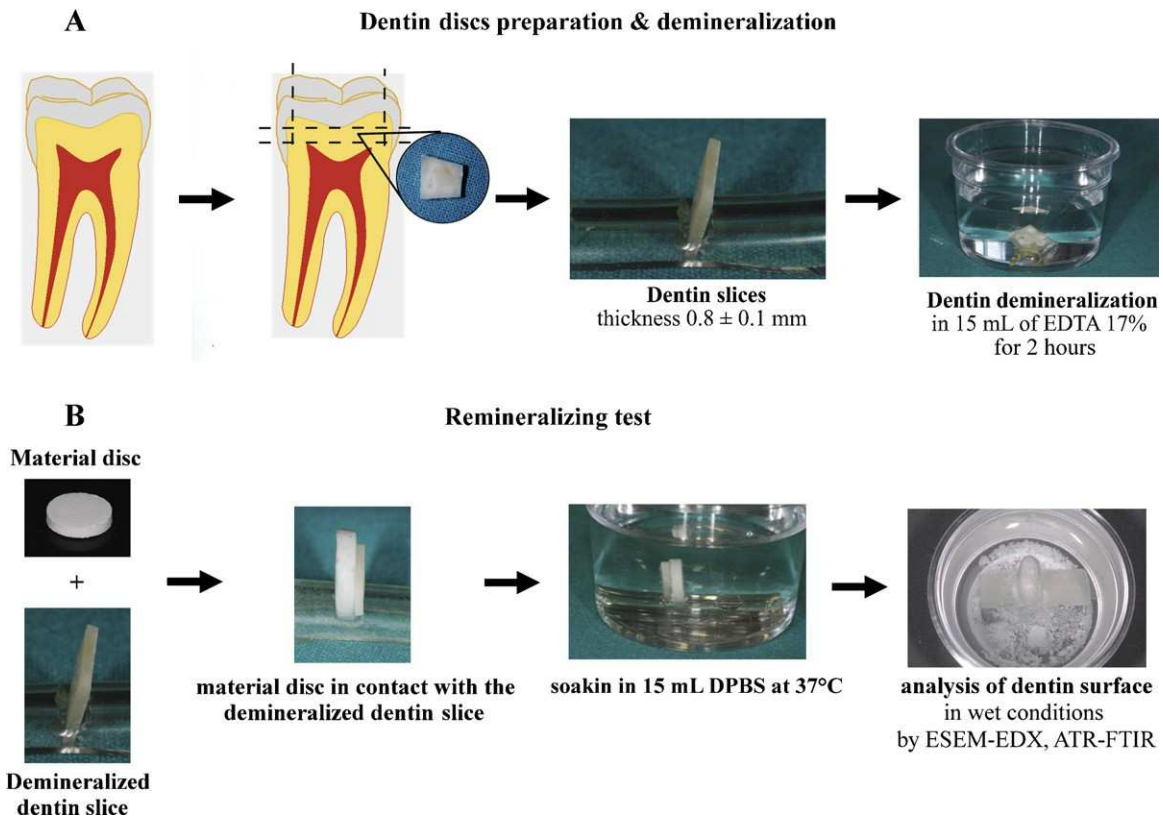 A
Dentin discs preparation & demineralization
Dentin slices
thickness 0.8 ± 0.1 mm
Dentin demineralization
in 15 mL of EDTA 17%
for 2 hours
B
Remineralizing test
Material disc
+
Demineralized
dentin slice
material disc in contact with the
demineralized dentin slice
soakin in 15 mL DPBS at 37°C
analysis of dentin surface
in wet conditions
by ESEM-EDX, ATR-FTIR